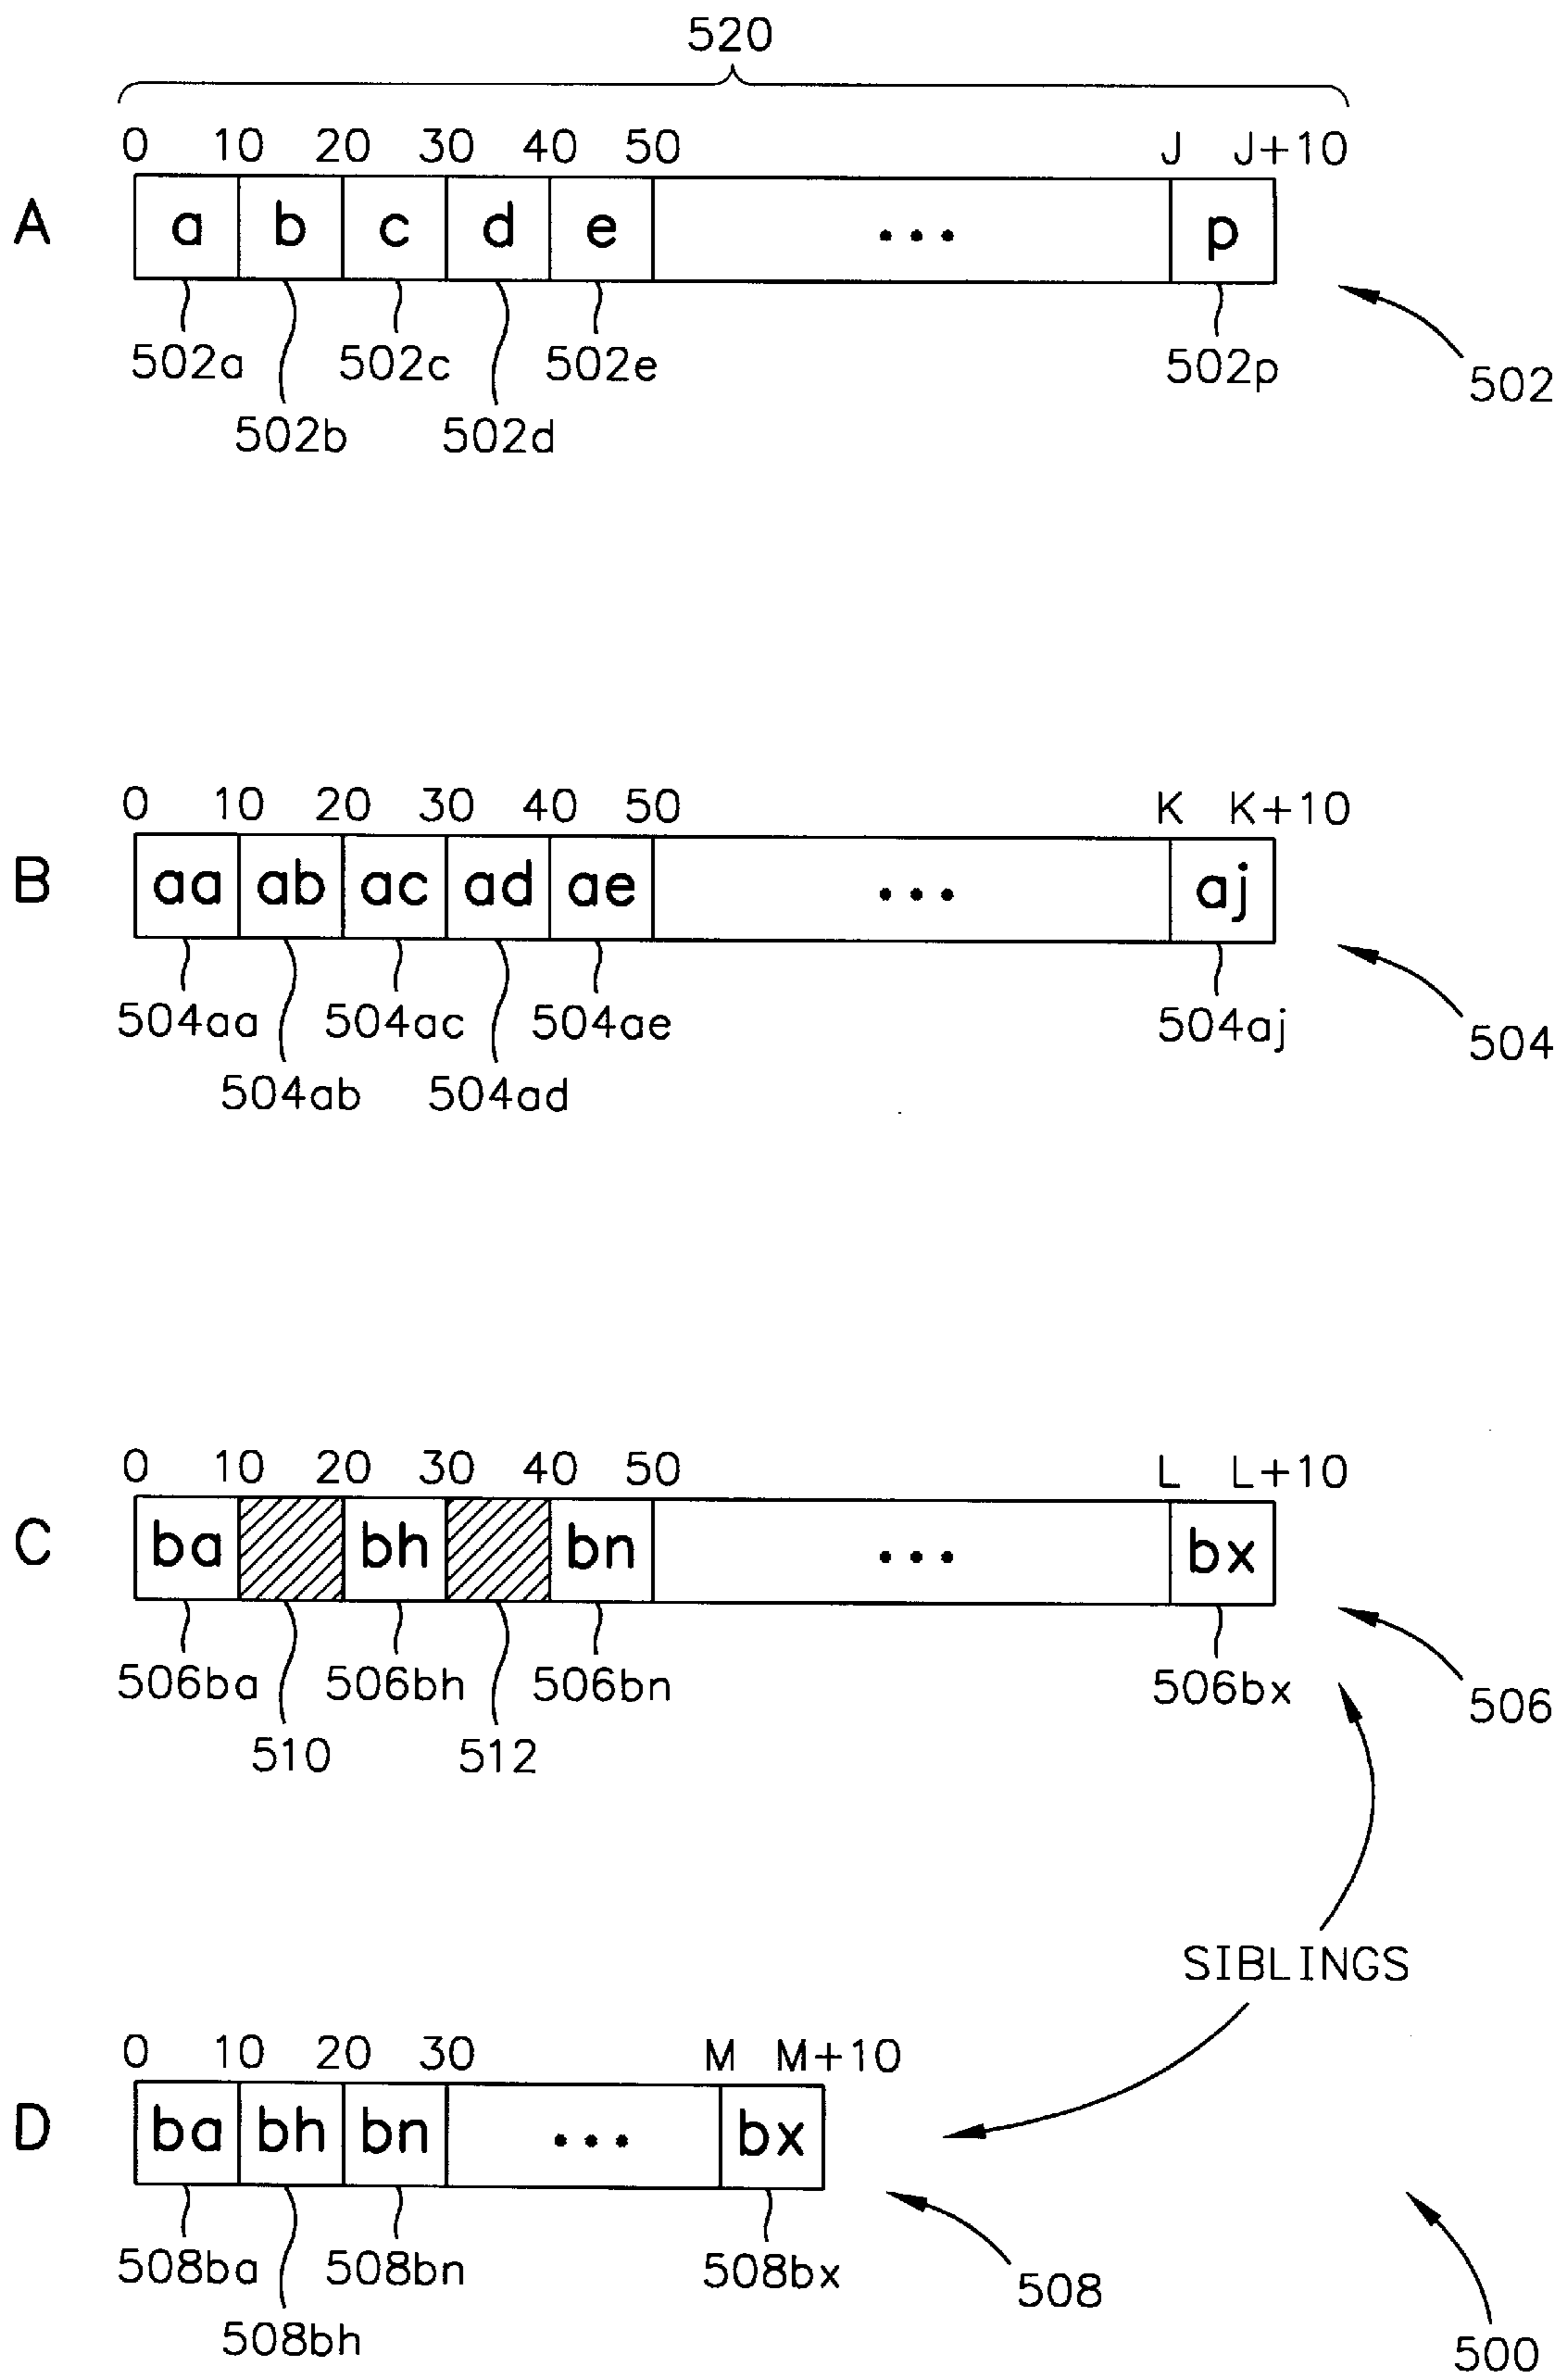 520
0 10 20 30 40 50 J J+10
A a b c d e ... p
502a 502c 502e 502p 502
502b 502d
0 10 20 30 40 50 K K+10
B aa ab ac ad ae ... aj
504aa 504ac 504ae 504aj 504
504ab 504ad
0 10 20 30 40 50 L L+10
C ba bh bn ... bx
506ba 506bh 506bn 506bx 506
510 512
SIBLINGS
0 10 20 30 M M+10
D ba bh bn ... bx
508ba 508bn 508bx 508
508bh 500